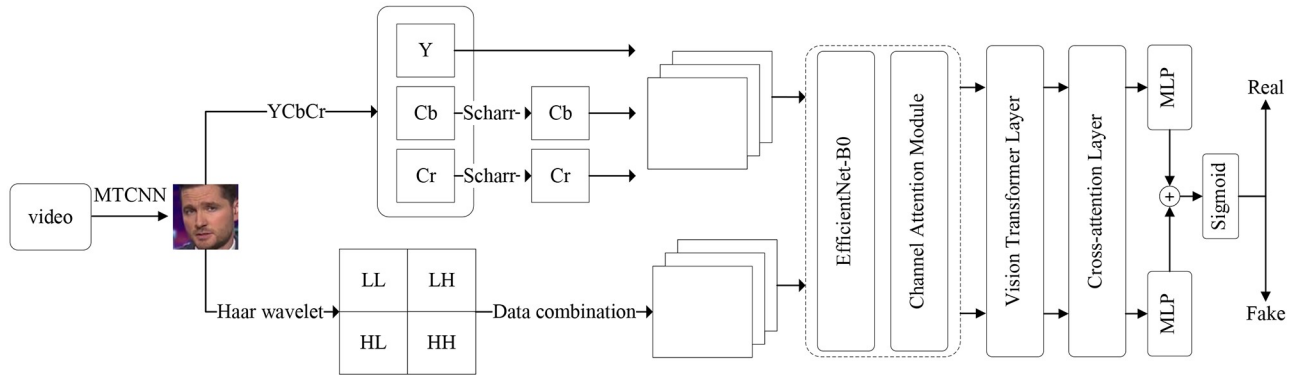 video
MTCNN
YCbCr
Y
Cb
Scharr
Cb
Cr
Scharr
Cr
Haar wavelet
LL
LH
HL
HH
Data combination
EfficientNet-B0
Channel Attention Module
Vision Transformer Layer
Cross-attention Layer
MLP
MLP
+
Sigmoid
Real
Fake